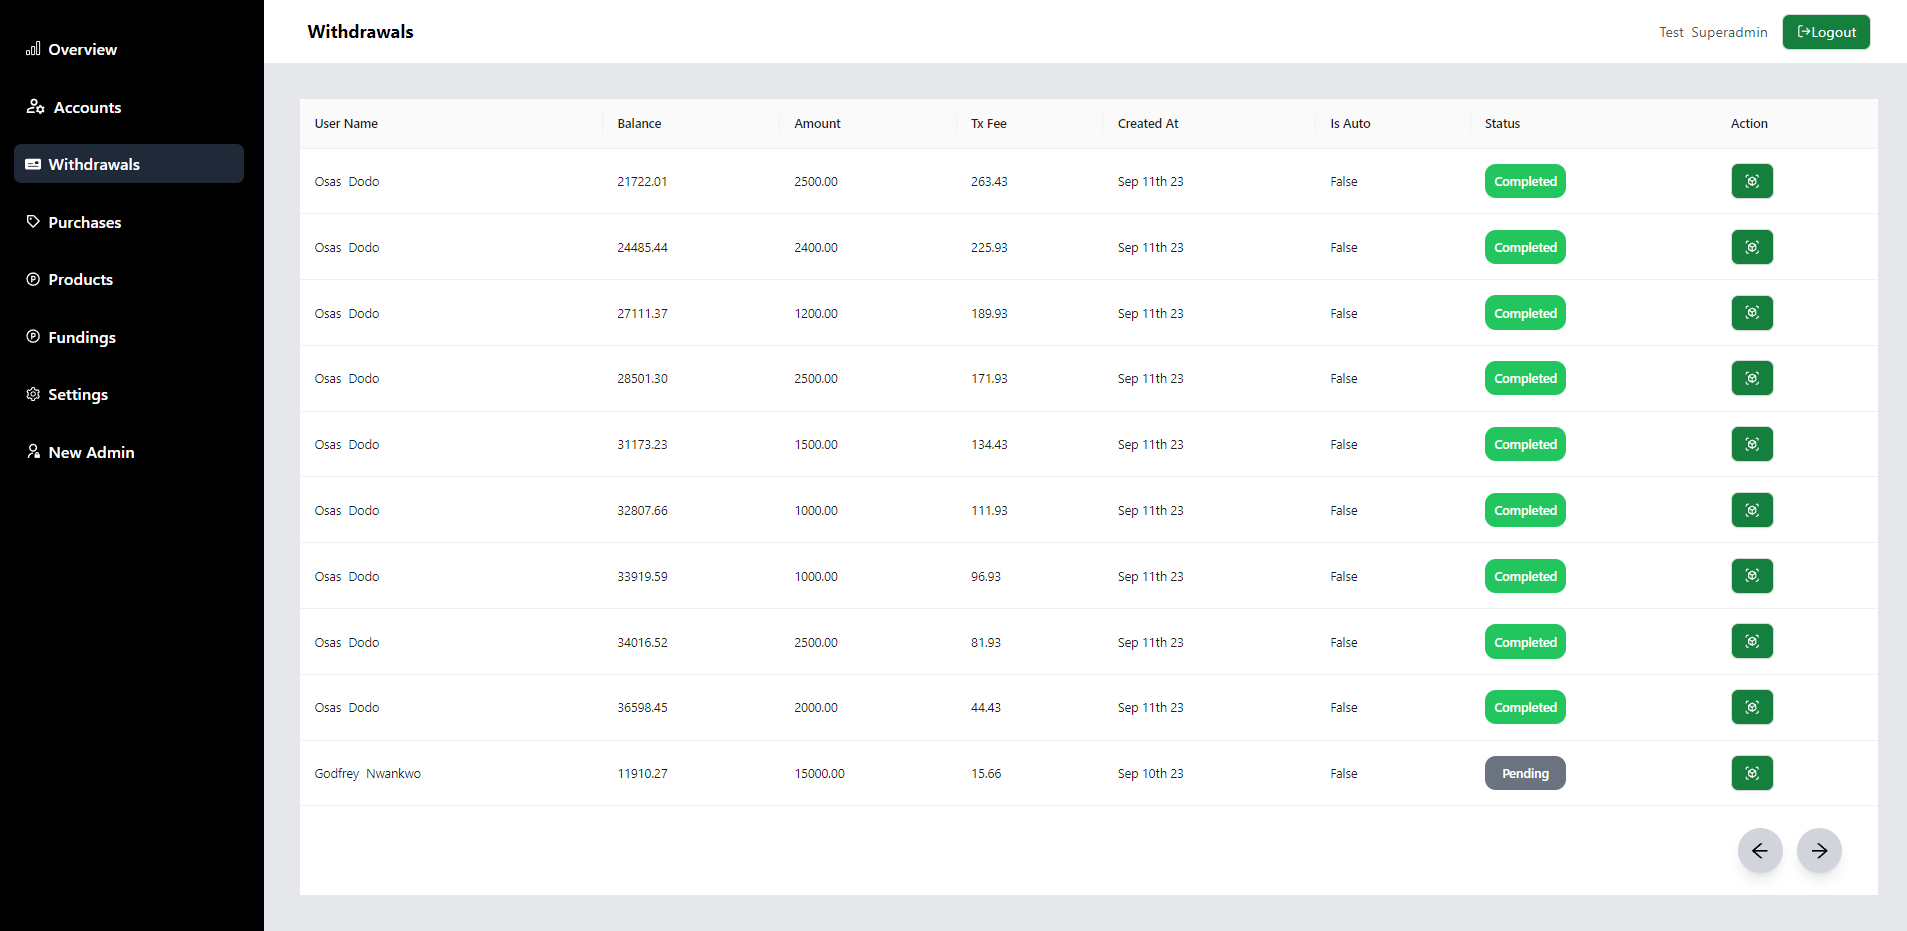 Withdrawals
Test Superadmin
Logout
Overview
Accounts
Withdrawals
Purchases
Products
Fundings
Settings
New Admin
User Name Balance Amount Tx Fee Created At Is Auto Status Action
Osas Dodo 21722.01 2500.00 263.43 Sep 11th 23 False Completed
Osas Dodo 24485.44 2400.00 225.93 Sep 11th 23 False Completed
Osas Dodo 27111.37 1200.00 189.93 Sep 11th 23 False Completed
Osas Dodo 28501.30 2500.00 171.93 Sep 11th 23 False Completed
Osas Dodo 31173.23 1500.00 134.43 Sep 11th 23 False Completed
Osas Dodo 32807.66 1000.00 111.93 Sep 11th 23 False Completed
Osas Dodo 33919.59 1000.00 96.93 Sep 11th 23 False Completed
Osas Dodo 34016.52 2500.00 81.93 Sep 11th 23 False Completed
Osas Dodo 36598.45 2000.00 44.43 Sep 11th 23 False Completed
Godfrey Nwankwo 11910.27 15000.00 15.66 Sep 10th 23 False Pending